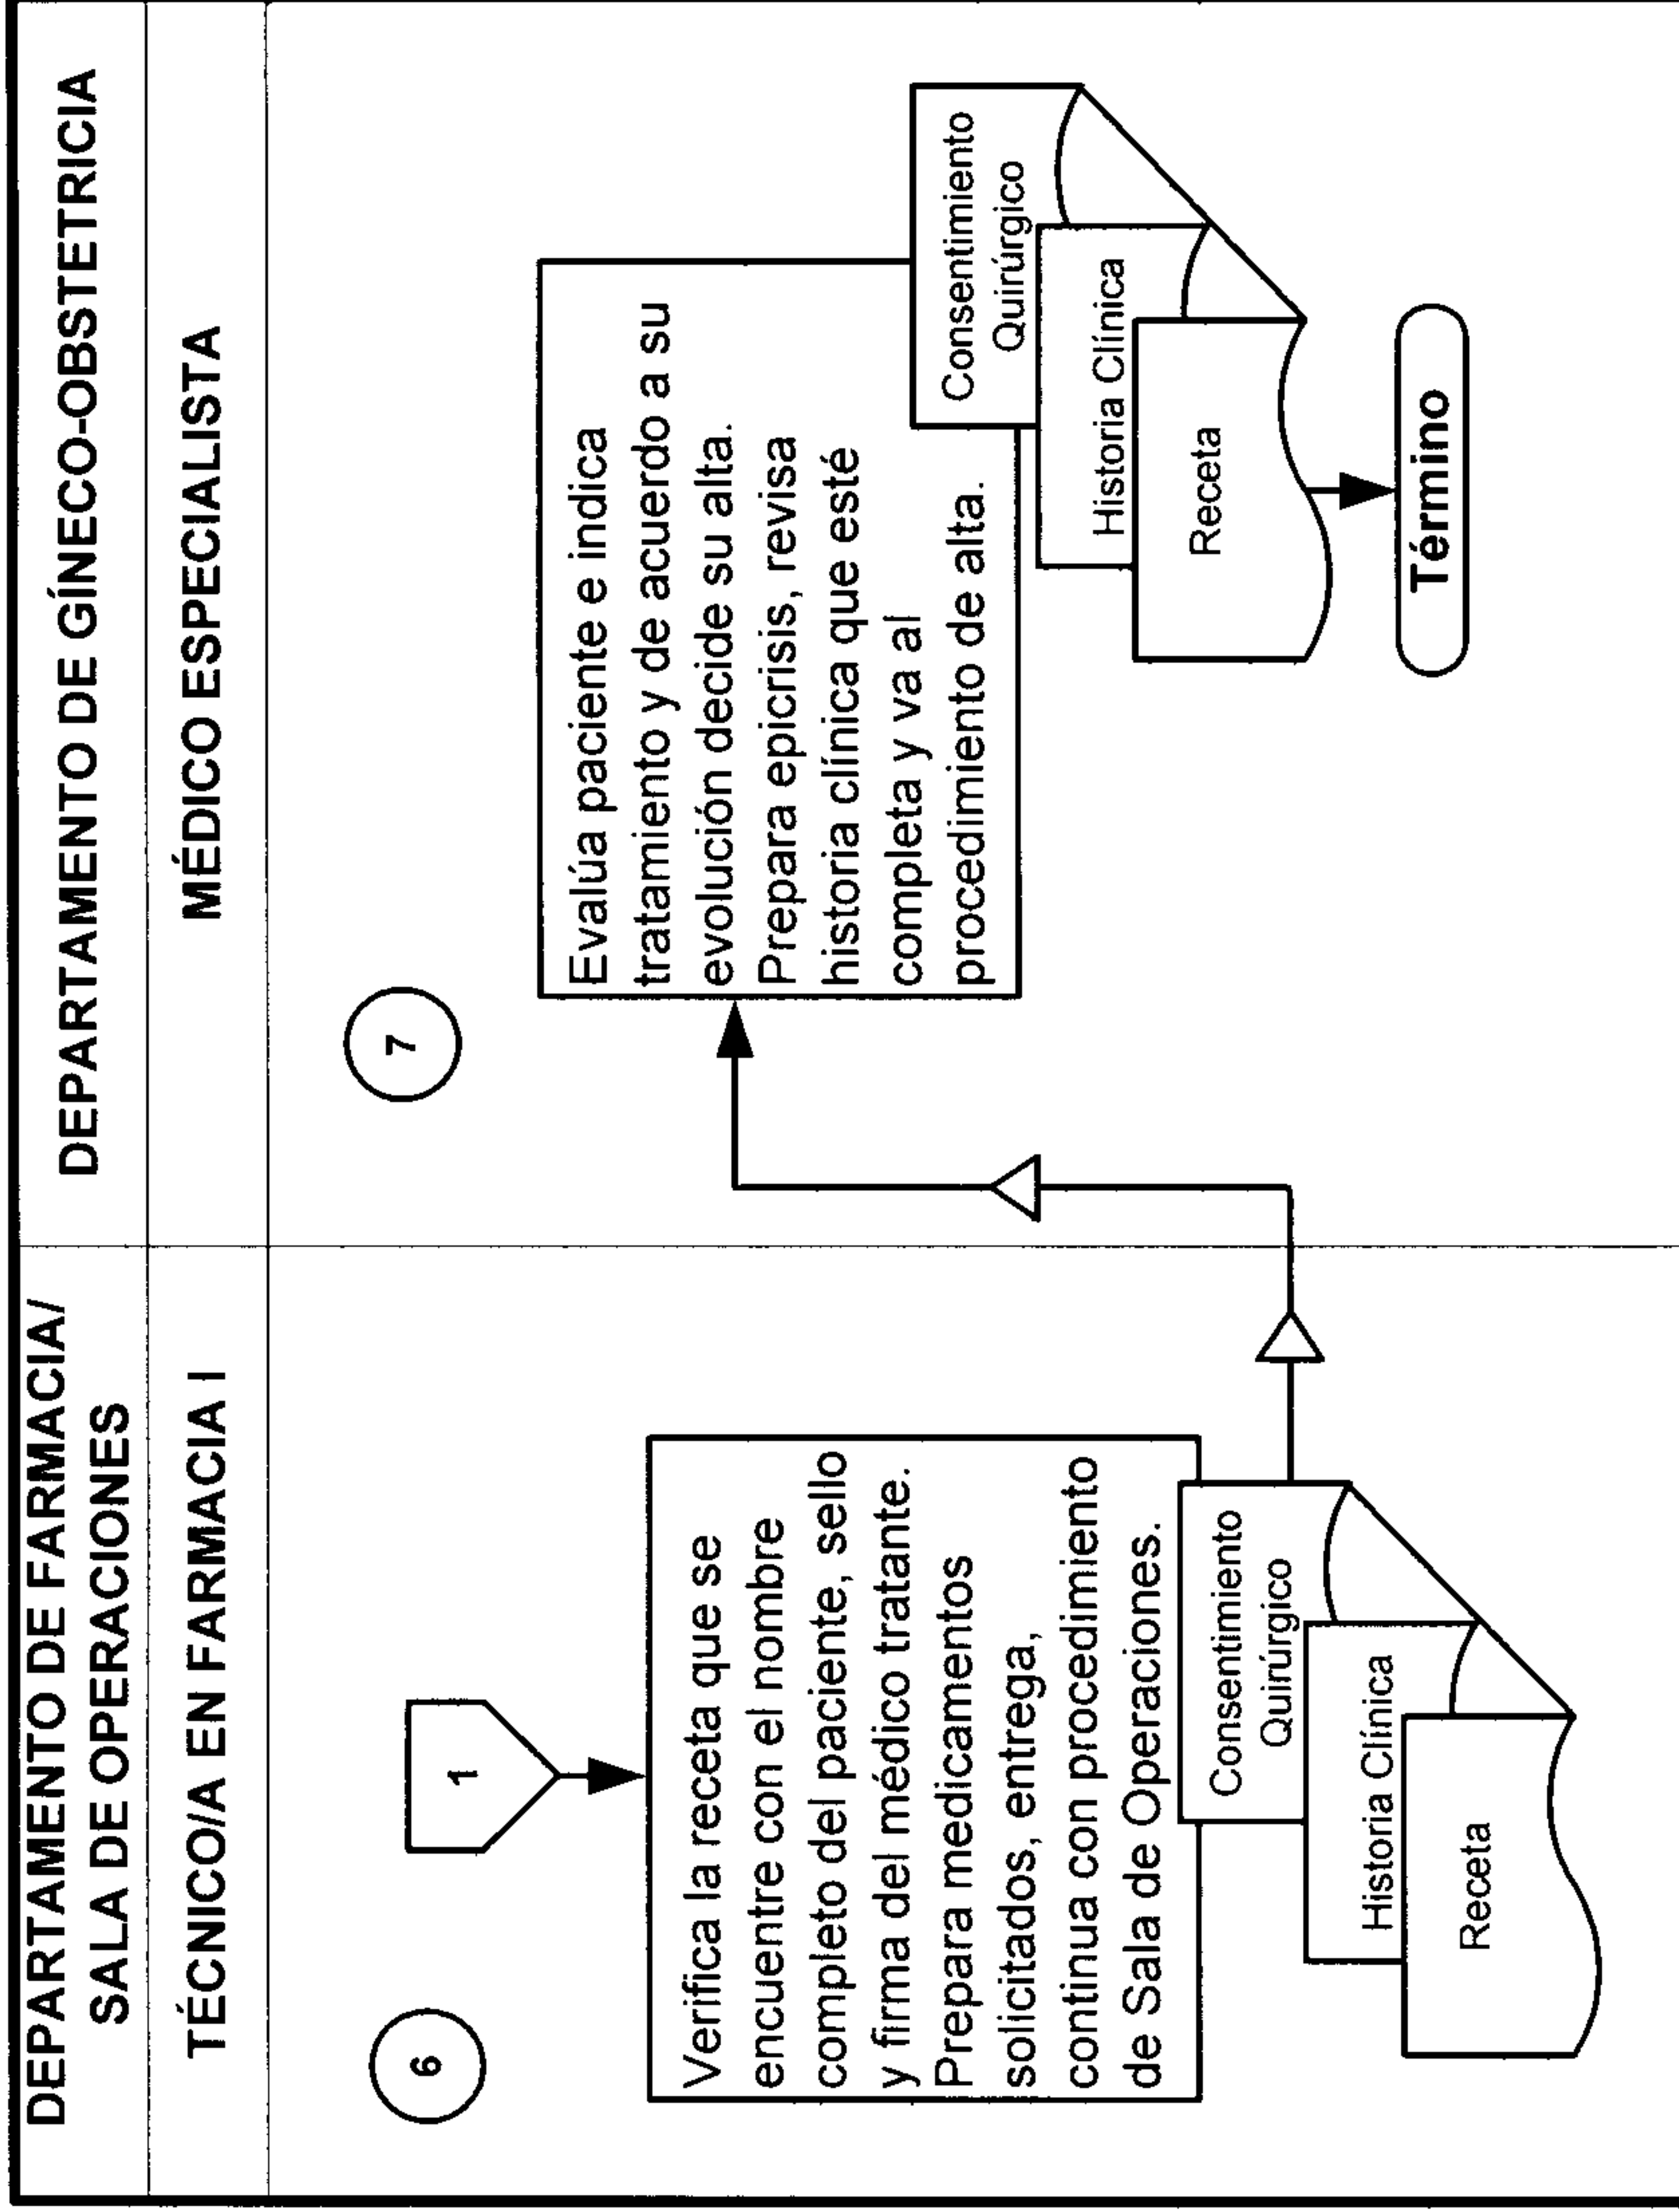 DEPARTAMENTO DE FARMACIA/
SALA DE OPERACIONES
TÉCNICO/A EN FARMACIA I
6
1
Verifica la receta que se
encuentre con el nombre
completo del paciente, sello
y firma del médico tratante.
Prepara medicamentos
solicitados, entrega,
continua con procedimiento
de Sala de Operaciones.
Consentimiento
Quirúrgico
Historia Clínica
Receta
DEPARTAMENTO DE GÍNECO-OBSTETRICIA
MÉDICO ESPECIALISTA
7
Evalúa paciente e indica
tratamiento y de acuerdo a su
evolución decide su alta.
Prepara epicrisis, revisa
historia clínica que esté
completa y va al
procedimiento de alta.
Consentimiento
Quirúrgico
Historia Clínica
Receta
Término